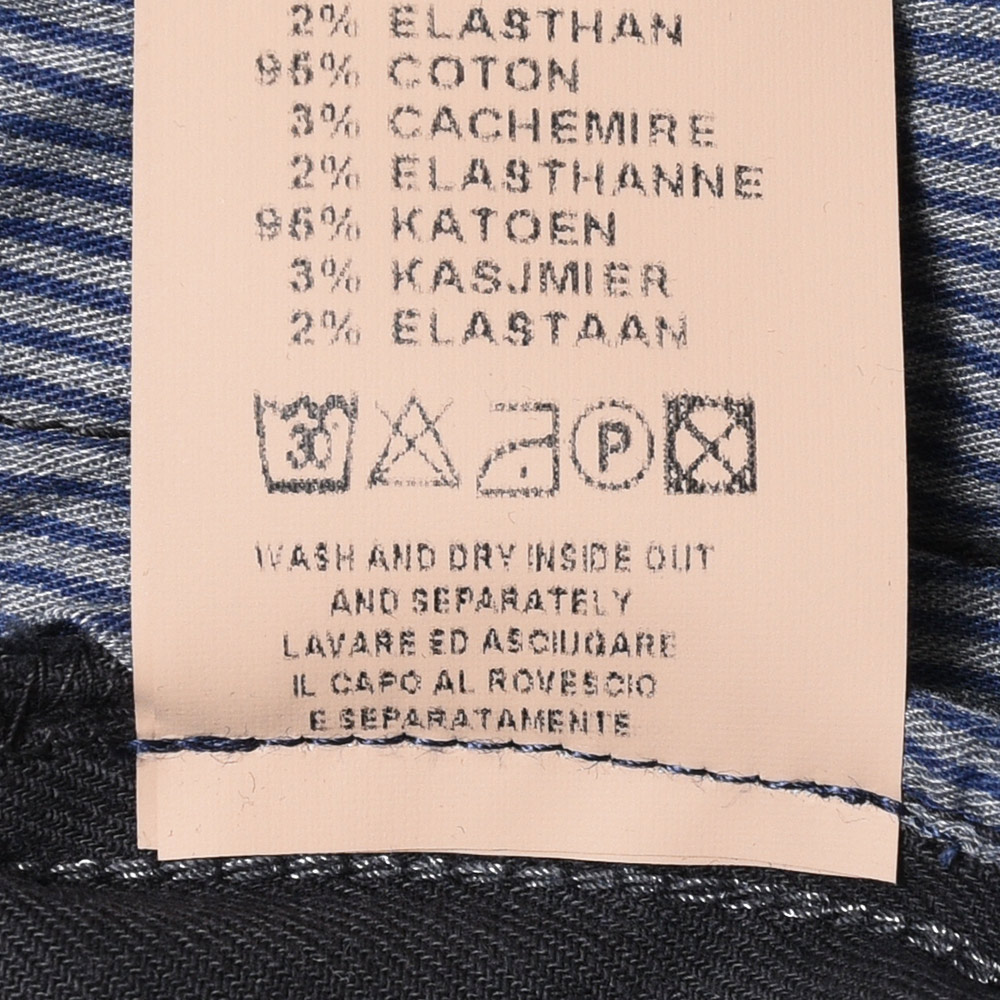 2% ELASTHAN
95% COTON
3% CACHEMIRE
2% ELASTHANNE
95% KATOEN
3% KASJMIER
2% ELASTAAN
30 P
WASH AND DRY INSIDE OUT
AND SEPARATELY
LAVARE ED ASCIUGARE
IL CAPO AL ROVESCIO
E SEPARATAMENTE